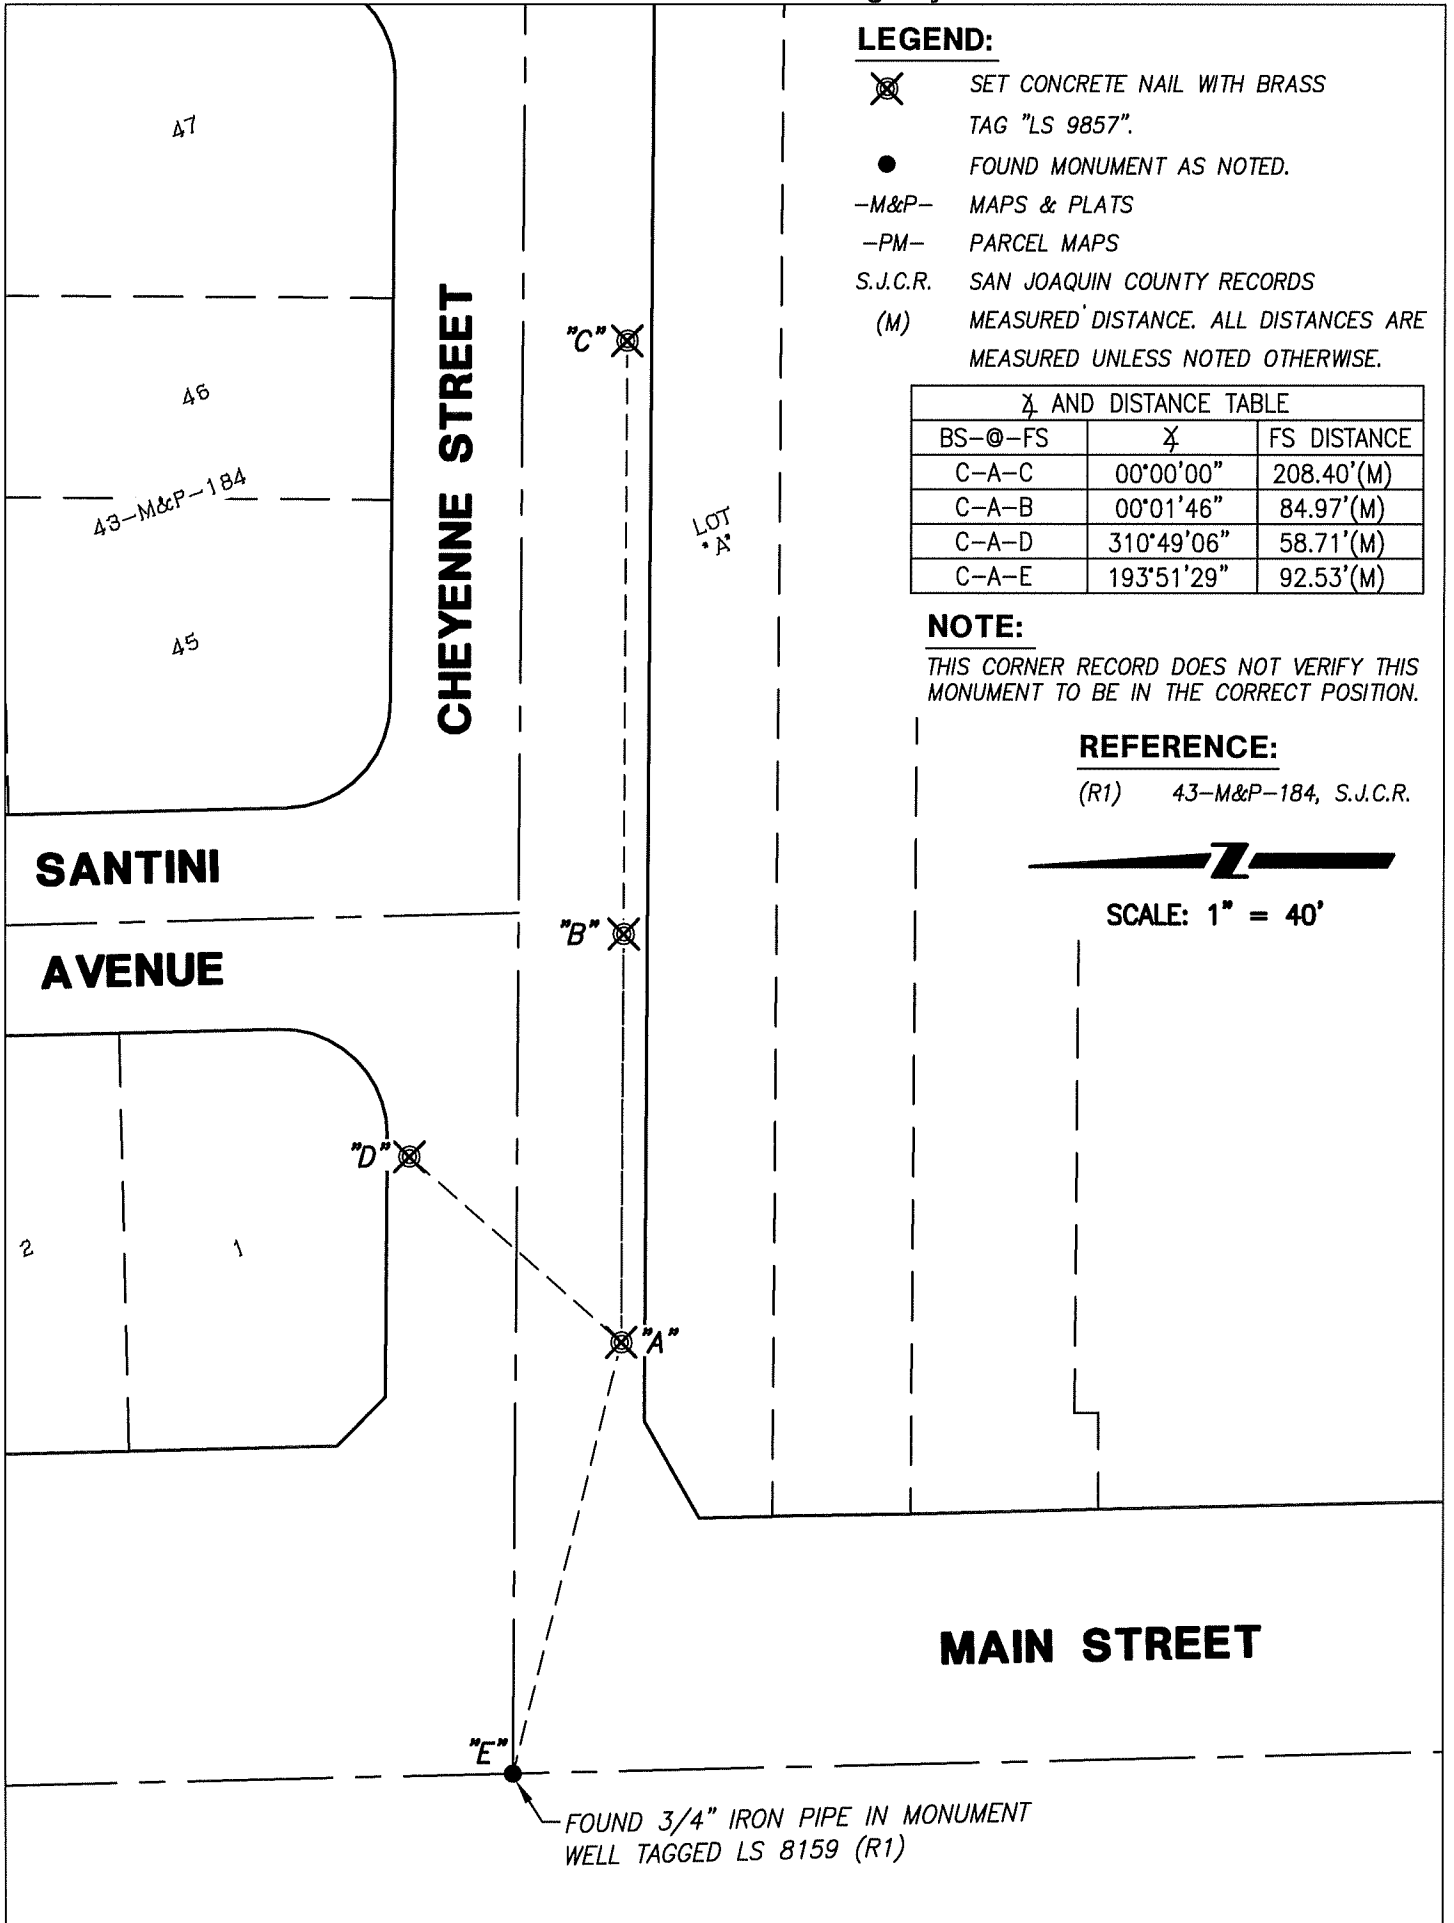 LEGEND:
SET CONCRETE NAIL WITH BRASS
TAG "LS 9857".
FOUND MONUMENT AS NOTED.
-M&P- MAPS & PLATS
-PM- PARCEL MAPS
S.J.C.R. SAN JOAQUIN COUNTY RECORDS
(M) MEASURED DISTANCE. ALL DISTANCES ARE
MEASURED UNLESS NOTED OTHERWISE.
AND DISTANCE TABLE
BS-@-FS FS DISTANCE
C-A-C 00°00'00" 208.40'(M)
C-A-B 00°01'46" 84.97'(M)
C-A-D 310°49'06" 58.71'(M)
C-A-E 193°51'29" 92.53'(M)
NOTE:
THIS CORNER RECORD DOES NOT VERIFY THIS
MONUMENT TO BE IN THE CORRECT POSITION.
REFERENCE:
(R1) 43-M&P-184, S.J.C.R.
Z
SCALE: 1" = 40'
47
46
43-M&P-184
45
CHEYENNE STREET
"C"
LOT
"A"
SANTINI
AVENUE
"B"
"D"
2
1
"A"
MAIN STREET
"E"
FOUND 3/4" IRON PIPE IN MONUMENT
WELL TAGGED LS 8159 (R1)